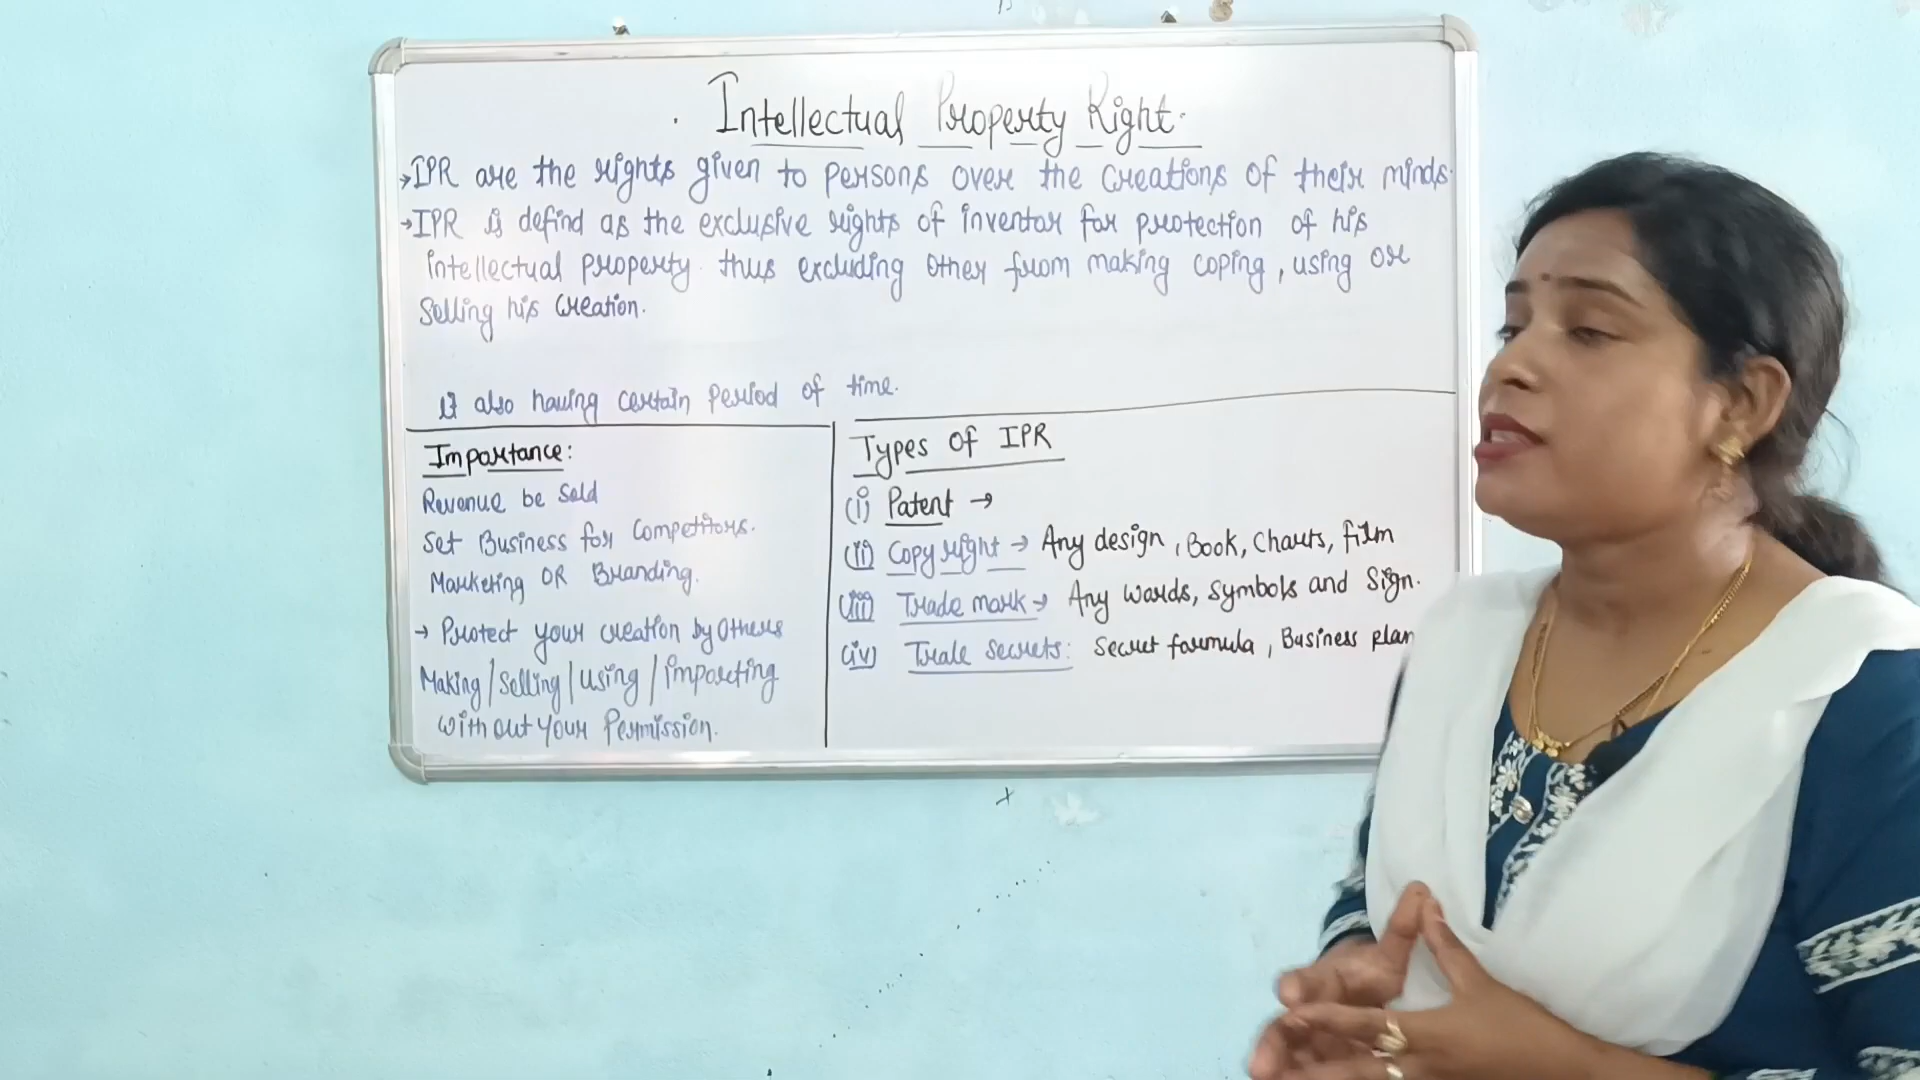 Intellectual Property Right.
→IPR are the rights given to persons over the creations of their minds.
→IPR is defind as the exclusive rights of inventor for protection of his
intellectual property. thus excluding other from making coping, using or
selling his creation.
it also having certain period of time.
Importance:
Revenue be Sold
Set Business for Competitors.
Marketing OR Branding.
→ Protect your creation by Others
Making/Selling/using/importing
without your Permission.
Types of IPR
(i) Patent →
(ii) Copy right → Any design, Book, Charts, film
(iii) Trade mark → Any words, symbols and Sign.
(iv) Trale secrets: Secret formula, Business plan